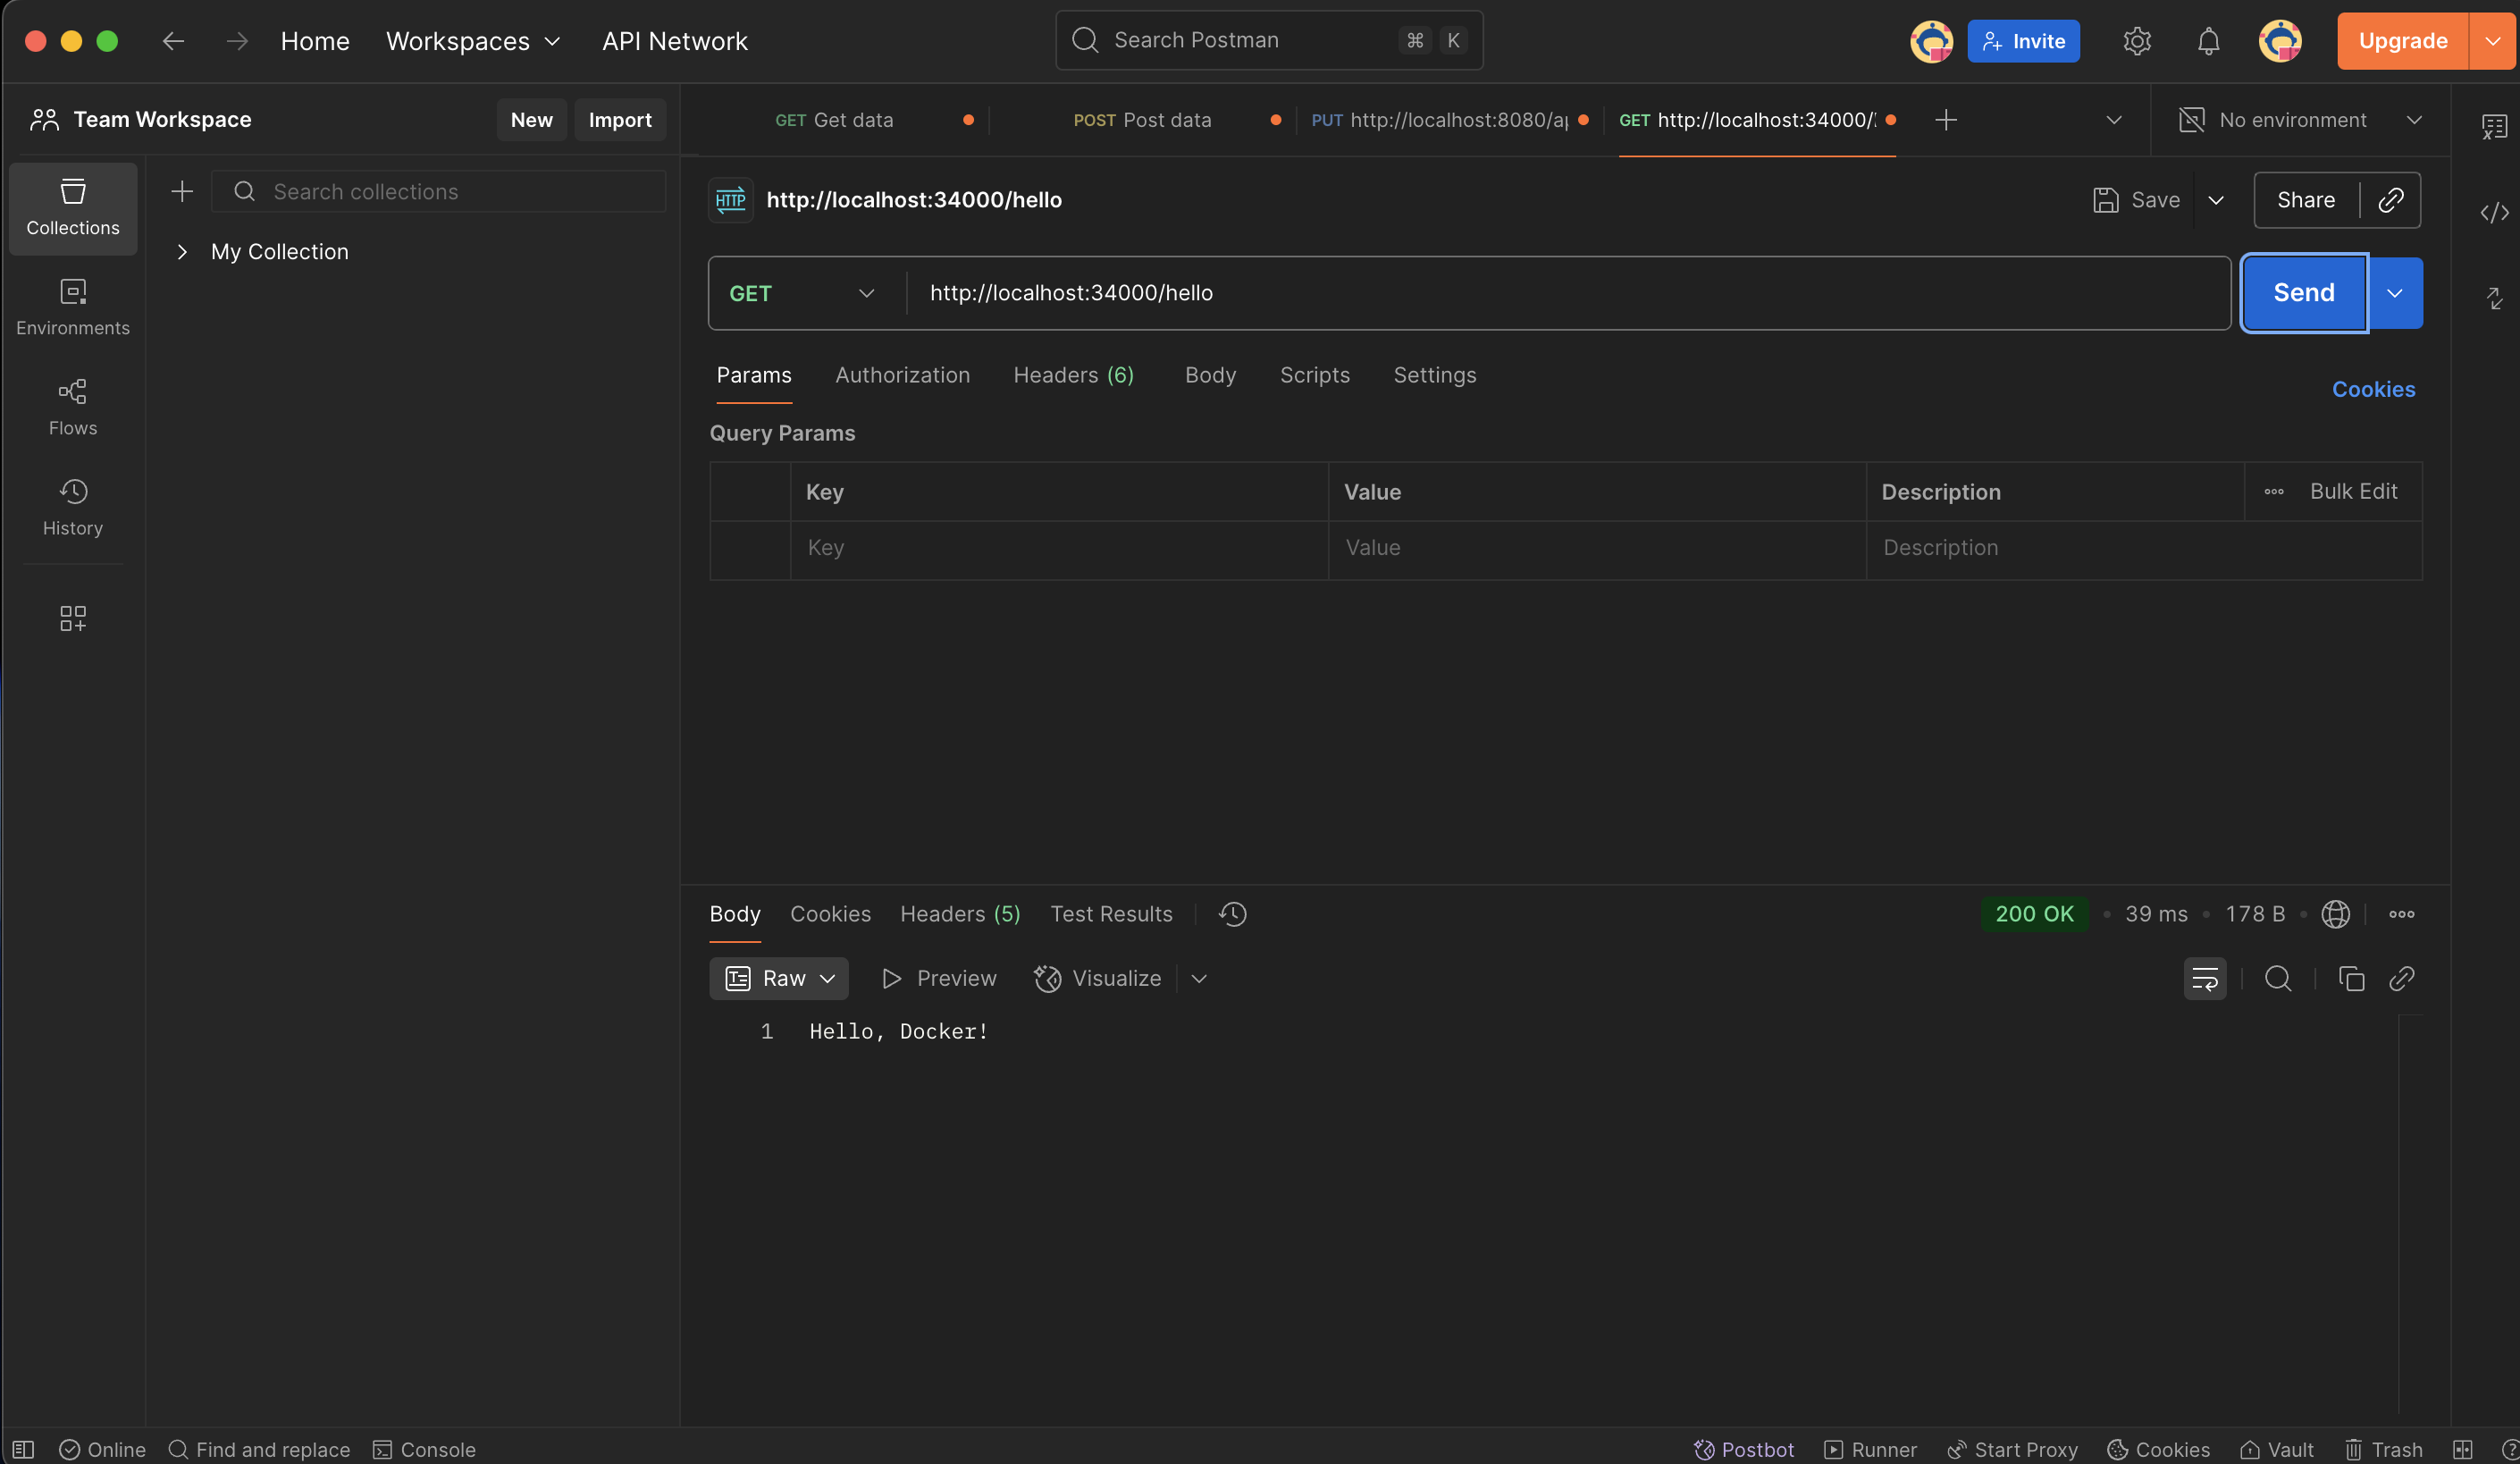 Home Workspaces API Network Search Postman ⌘ K Invite Upgrade
Team Workspace New Import GET Get data POST Post data PUT http://localhost:8080/ap GET http://localhost:34000/ No environment
Collections
Environments
Flows
History
Search collections
My Collection
HTTP http://localhost:34000/hello Save Share
GET http://localhost:34000/hello Send
Params Authorization Headers (6) Body Scripts Settings Cookies
Query Params
Key Value Description Bulk Edit
Key Value Description
Body Cookies Headers (5) Test Results 200 OK • 39 ms • 178 B •
Raw Preview Visualize
1 Hello, Docker!
Online Find and replace Console Postbot Runner Start Proxy Cookies Vault Trash